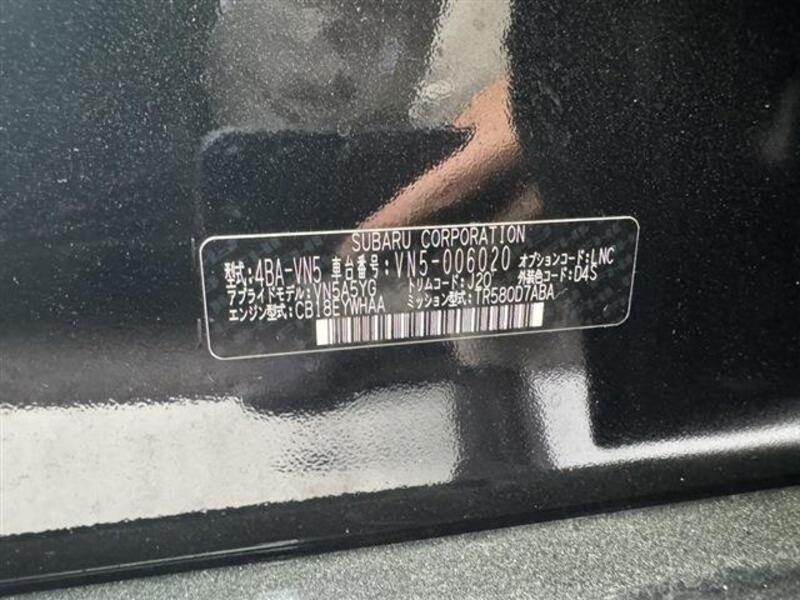 SUBARU CORPORATION
型式:4BA-VN5 車台番号:VN5-006020 オプションコード:LNC
アプライドモデル:VN5A5YG トリムコード:J20 外装色コード:D4S
エンジン型式:CB18EYWHAA ミッション型式:TR580D7ABA